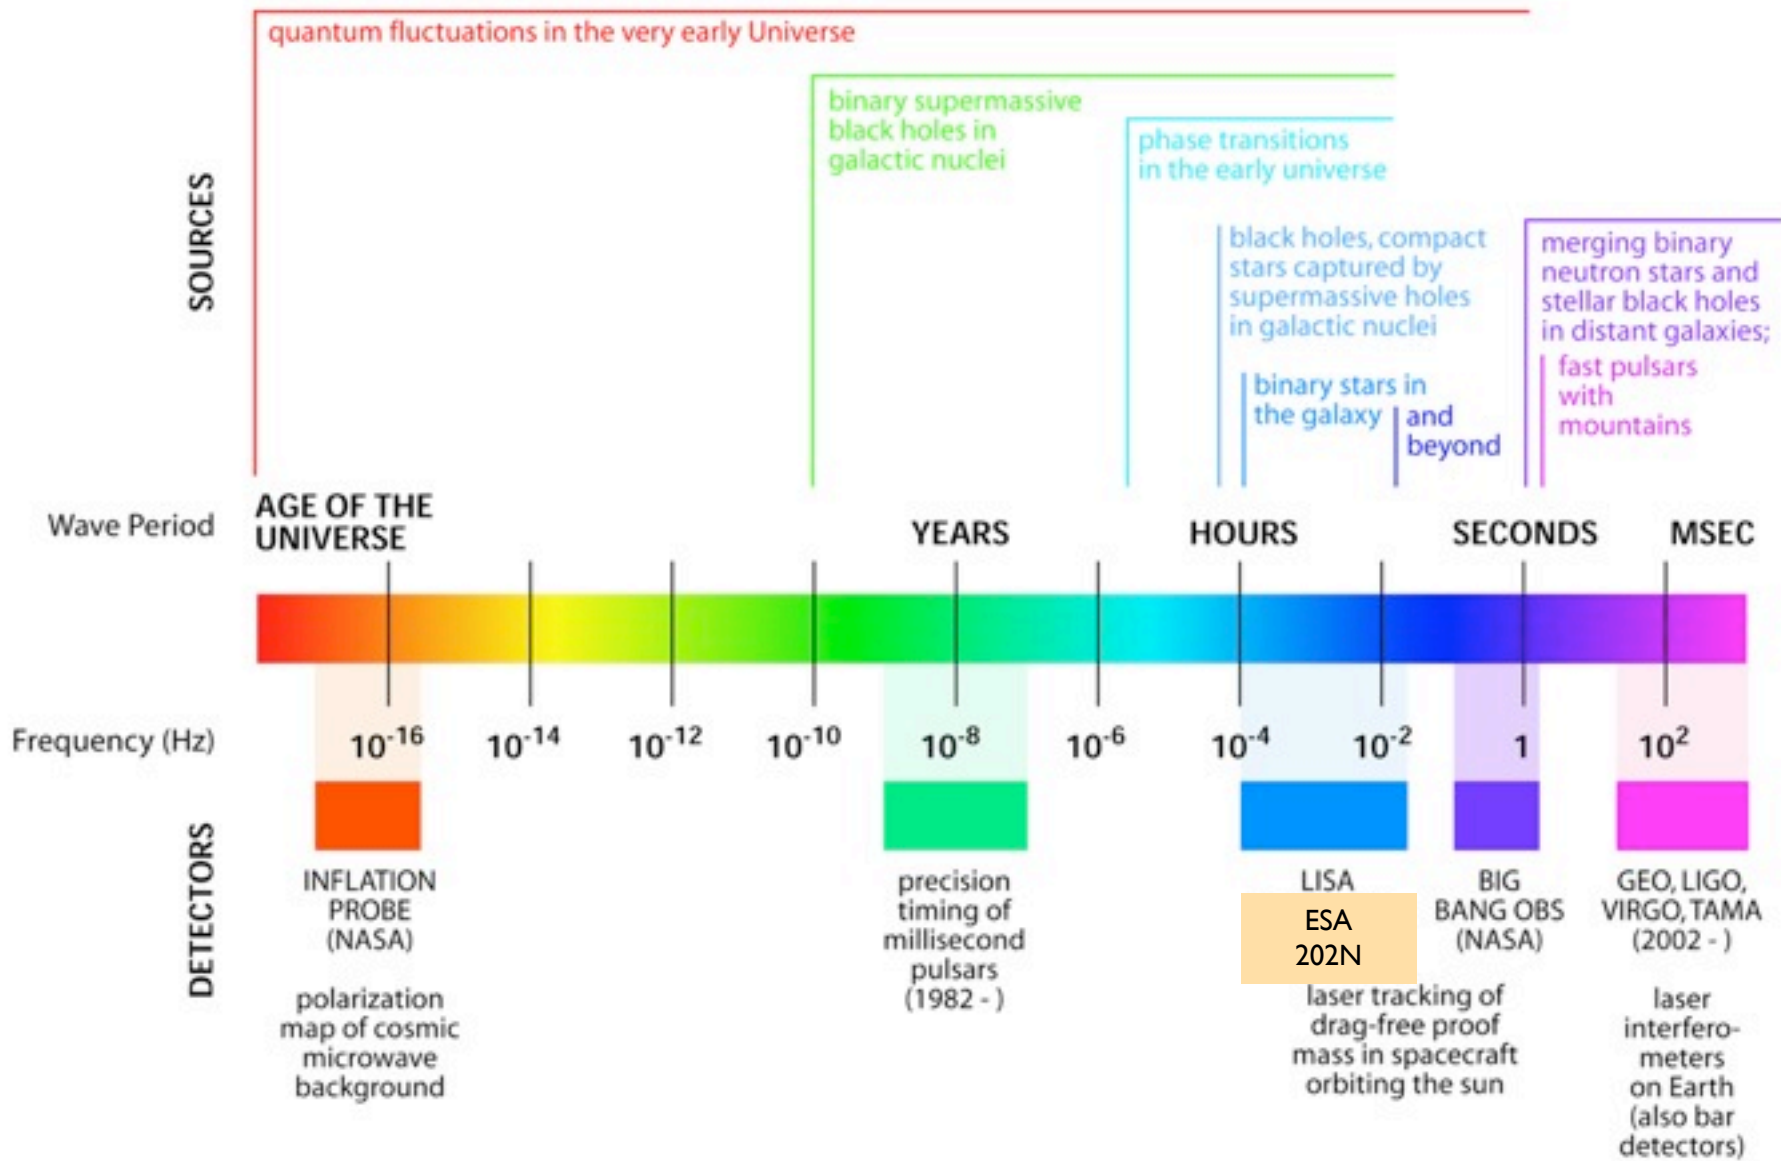 quantum fluctuations in the very early Universe
binary supermassive
black holes in
galactic nuclei
phase transitions
in the early universe
SOURCES
black holes, compact
stars captured by
supermassive holes
in galactic nuclei
merging binary
neutron stars and
stellar black holes
in distant galaxies;
binary stars in
the galaxy
and
beyond
fast pulsars
with
mountains
Wave Period
AGE OF THE
UNIVERSE
YEARS
HOURS
SECONDS
MSEC
Frequency (Hz)
10⁻¹⁶
10⁻¹⁴
10⁻¹²
10⁻¹⁰
10⁻⁸
10⁻⁶
10⁻⁴
10⁻²
1
10²
DETECTORS
INFLATION
PROBE
(NASA)
polarization
map of cosmic
microwave
background
precision
timing of
millisecond
pulsars
(1982 - )
LISA
ESA
202N
BIG
BANG OBS
(NASA)
laser tracking of
drag-free proof
mass in spacecraft
orbiting the sun
GEO, LIGO,
VIRGO, TAMA
(2002 - )
laser
interfero-
meters
on Earth
(also bar
detectors)